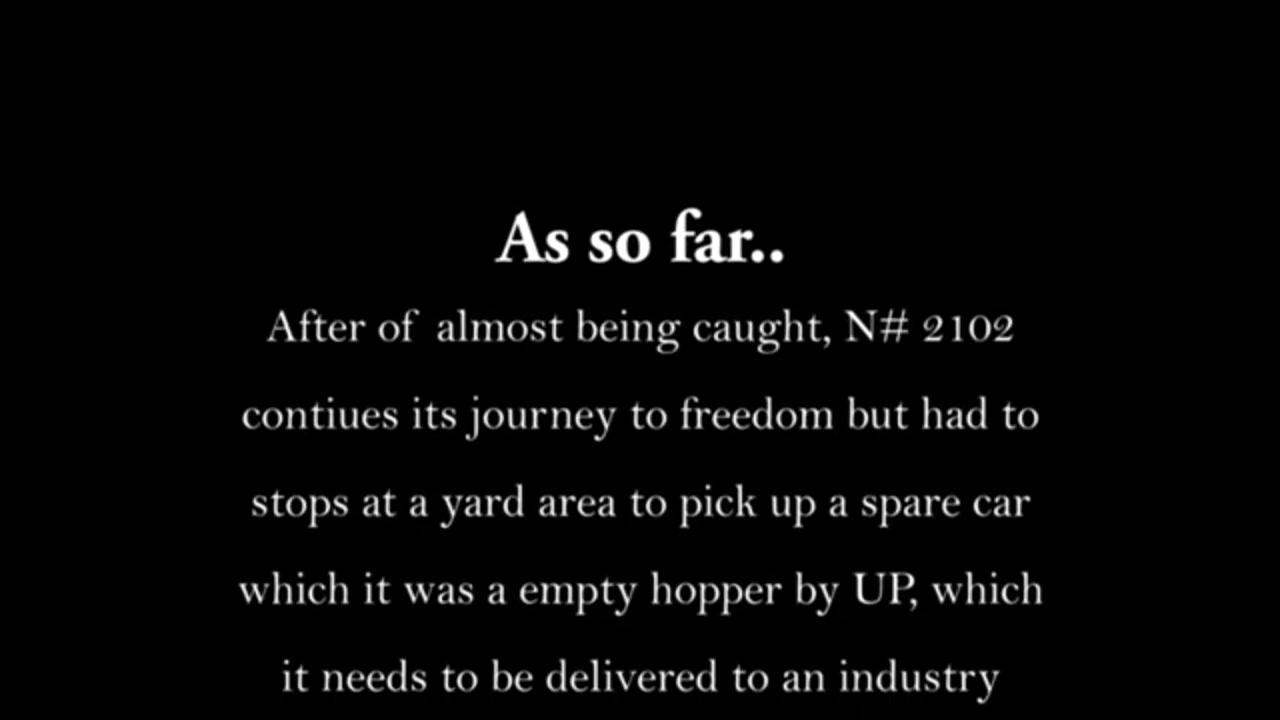 As so far..
After of almost being caught, N# 2102
contiues its journey to freedom but had to
stops at a yard area to pick up a spare car
which it was a empty hopper by UP, which
it needs to be delivered to an industry